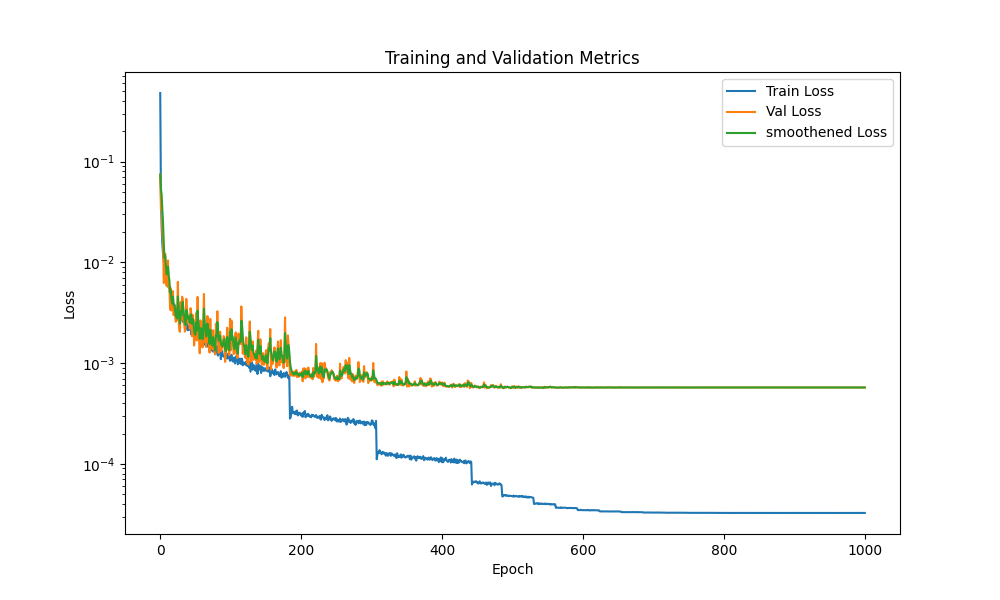 Training and Validation Metrics
Train Loss
Val Loss
smoothened Loss
10⁻¹
10⁻²
10⁻³
10⁻⁴
Loss
0 200 400 600 800 1000
Epoch